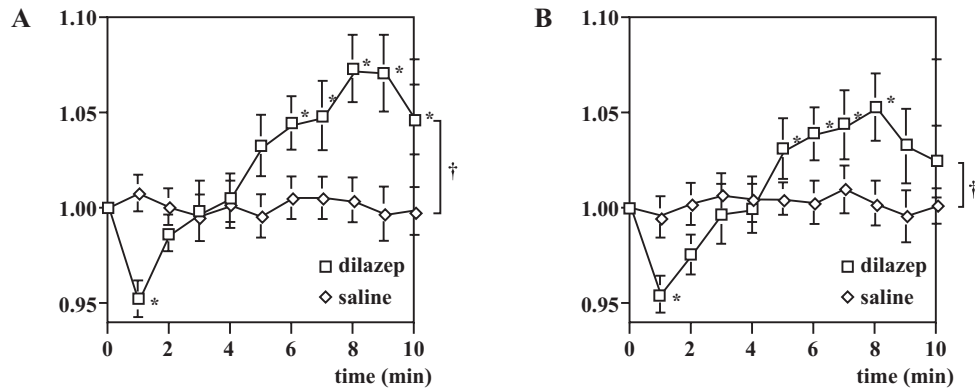 A
1.10
1.05
1.00
0.95
* * * * * *
†
dilazep
saline
0 2 4 6 8 10
time (min)
B
1.10
1.05
1.00
0.95
* * * * *
‡
dilazep
saline
0 2 4 6 8 10
time (min)